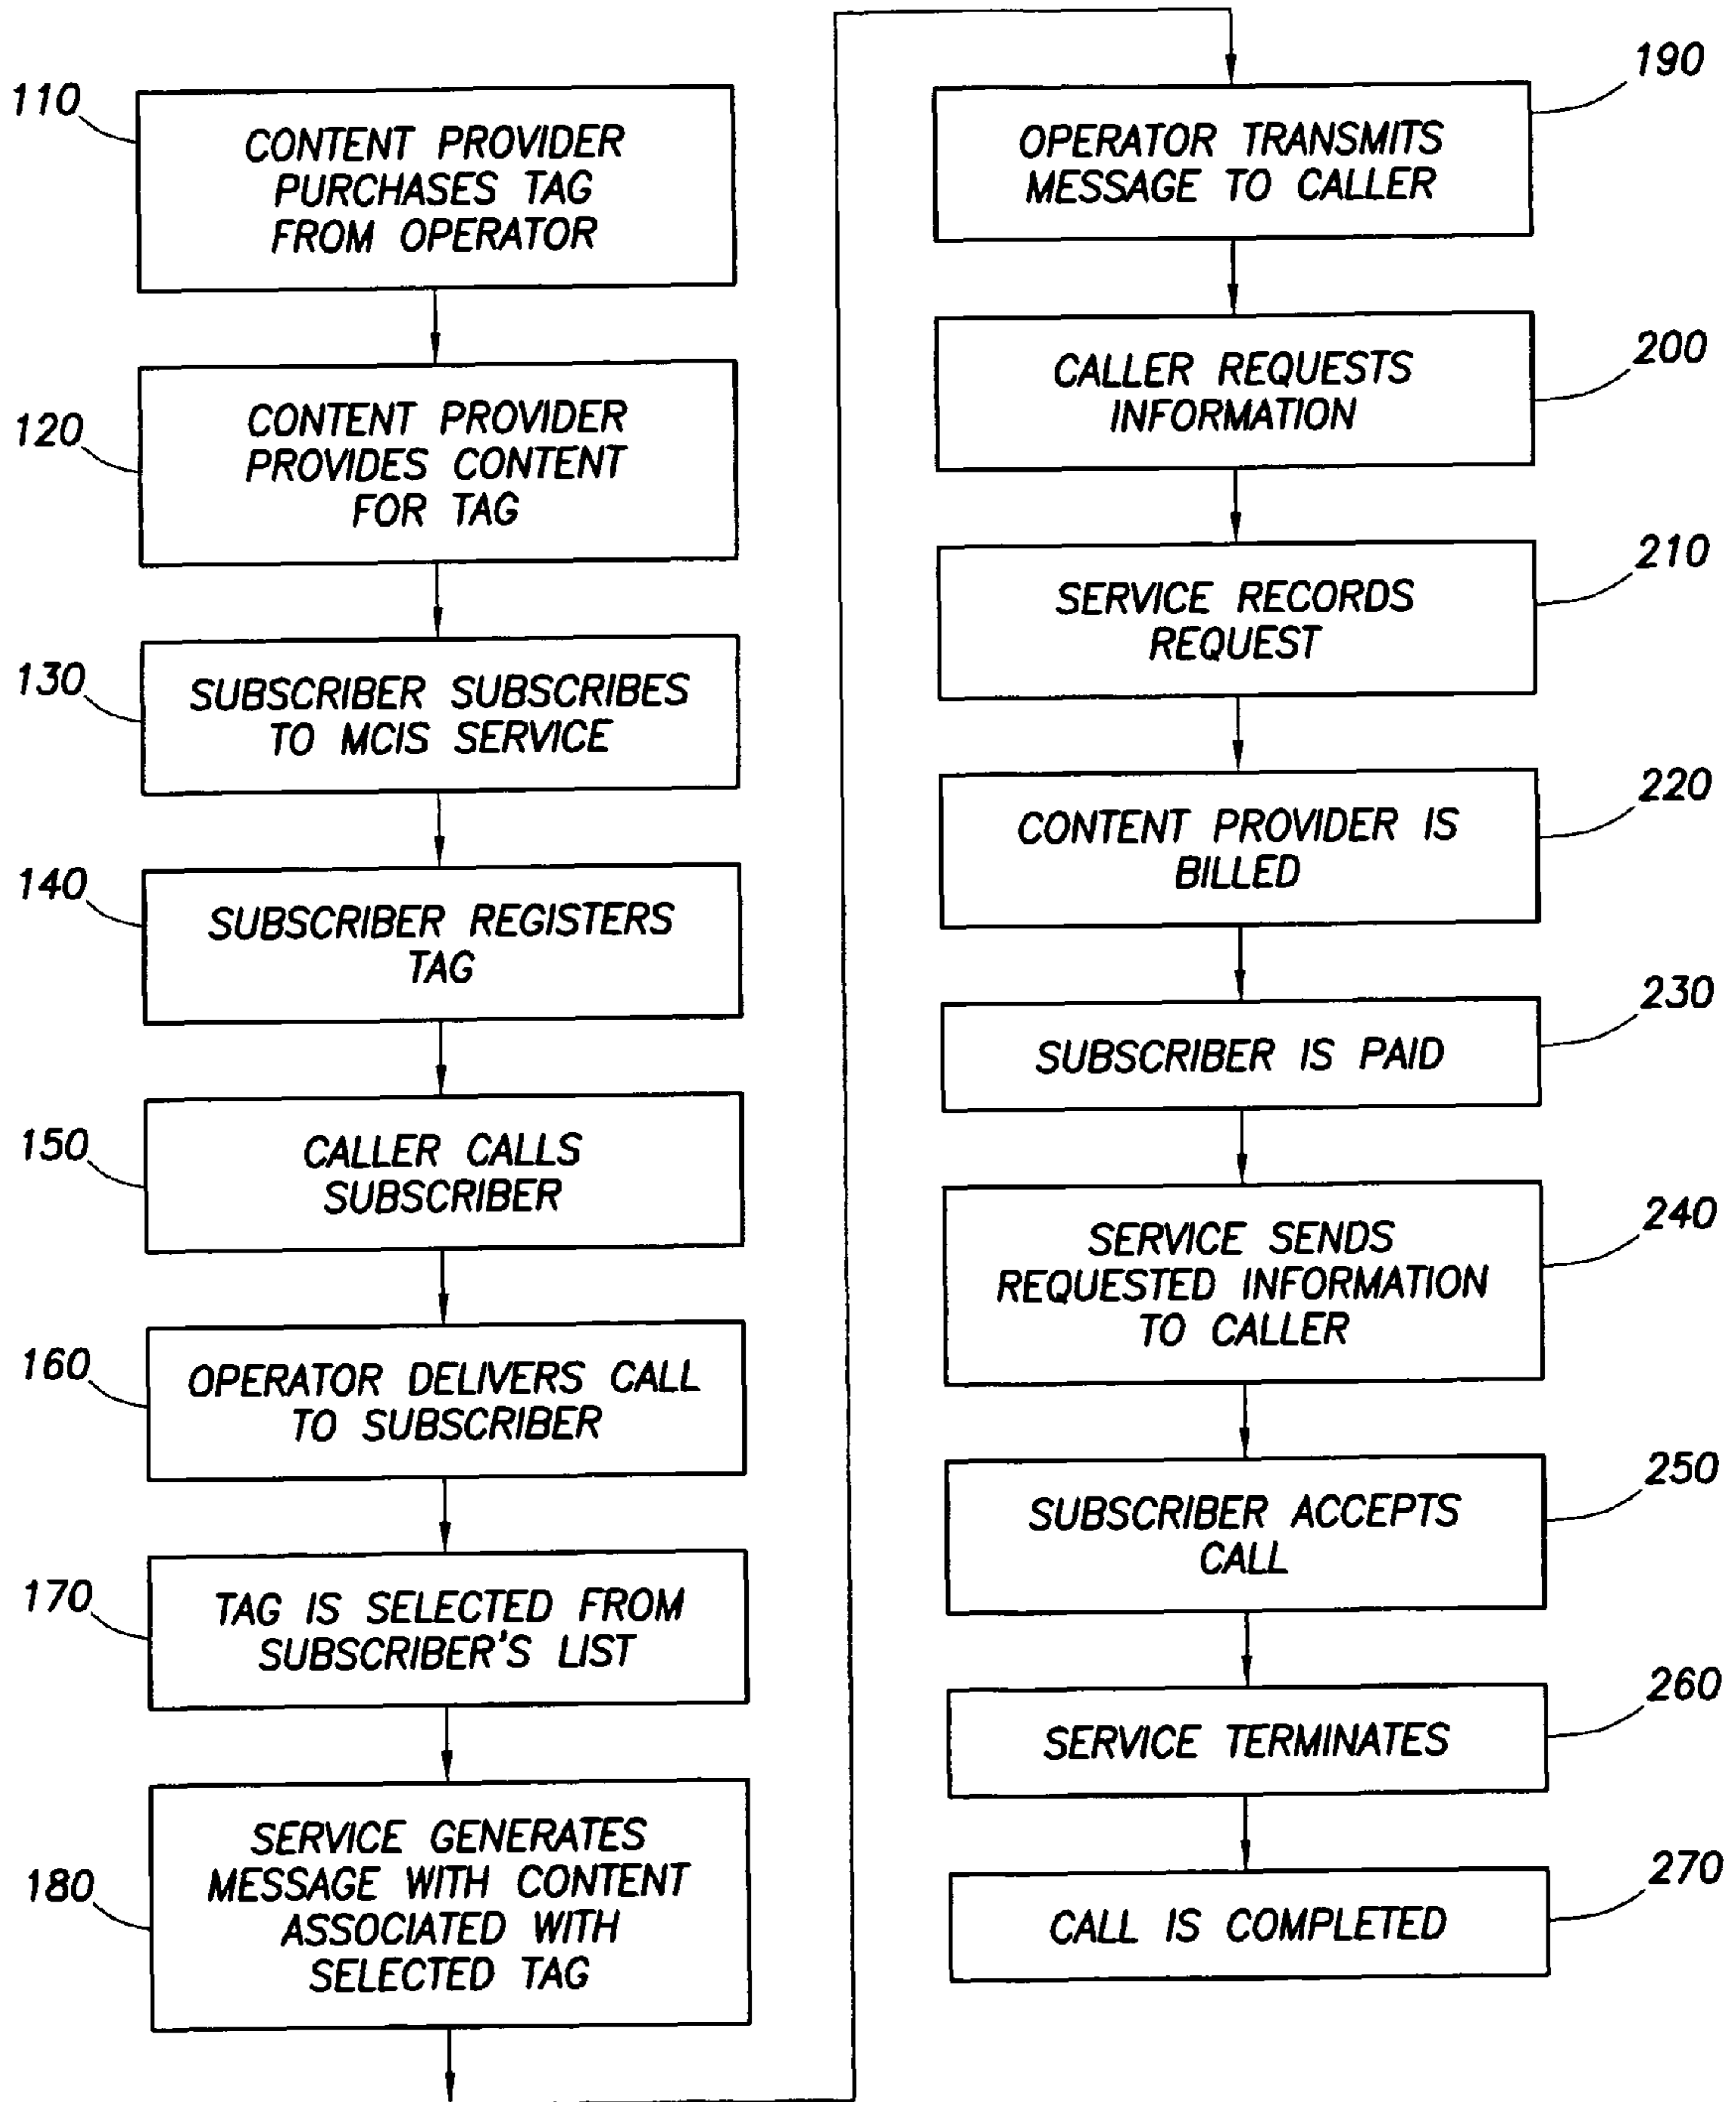 110
CONTENT PROVIDER
PURCHASES TAG
FROM OPERATOR
120
CONTENT PROVIDER
PROVIDES CONTENT
FOR TAG
130
SUBSCRIBER SUBSCRIBES
TO MCIS SERVICE
140
SUBSCRIBER REGISTERS
TAG
150
CALLER CALLS
SUBSCRIBER
160
OPERATOR DELIVERS CALL
TO SUBSCRIBER
170
TAG IS SELECTED FROM
SUBSCRIBER'S LIST
180
SERVICE GENERATES
MESSAGE WITH CONTENT
ASSOCIATED WITH
SELECTED TAG
190
OPERATOR TRANSMITS
MESSAGE TO CALLER
200
CALLER REQUESTS
INFORMATION
210
SERVICE RECORDS
REQUEST
220
CONTENT PROVIDER IS
BILLED
230
SUBSCRIBER IS PAID
240
SERVICE SENDS
REQUESTED INFORMATION
TO CALLER
250
SUBSCRIBER ACCEPTS
CALL
260
SERVICE TERMINATES
270
CALL IS COMPLETED